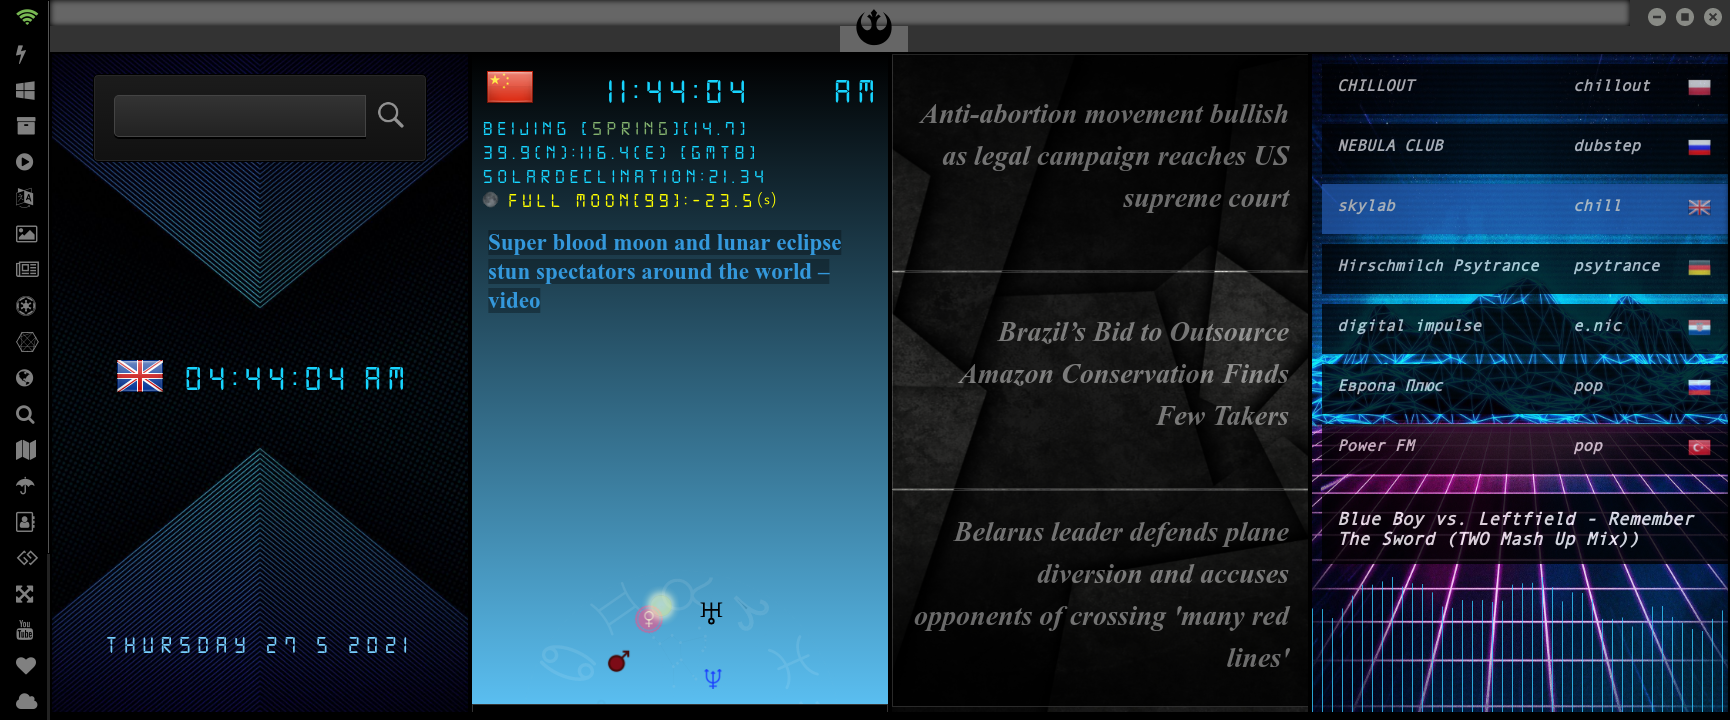 11:44:04 AM
BEIJING [SPRING][14.7]
39.9(N):116.4(E) [GMT8]
SOLARDECLINATION:21.34
FULL MOON[99]:-23.5(s)
Super blood moon and lunar eclipse
stun spectators around the world –
video
04:44:04 AM
THURSDAY 27 5 2021
Anti-abortion movement bullish
as legal campaign reaches US
supreme court
Brazil’s Bid to Outsource
Amazon Conservation Finds
Few Takers
Belarus leader defends plane
diversion and accuses
opponents of crossing 'many red
lines'
CHILLOUT chillout
NEBULA CLUB dubstep
skylab chill
Hirschmilch Psytrance psytrance
digital impulse e.nic
Европа Плюс pop
Power FM pop
Blue Boy vs. Leftfield - Remember
The Sword (TWO Mash Up Mix))
You
Tube